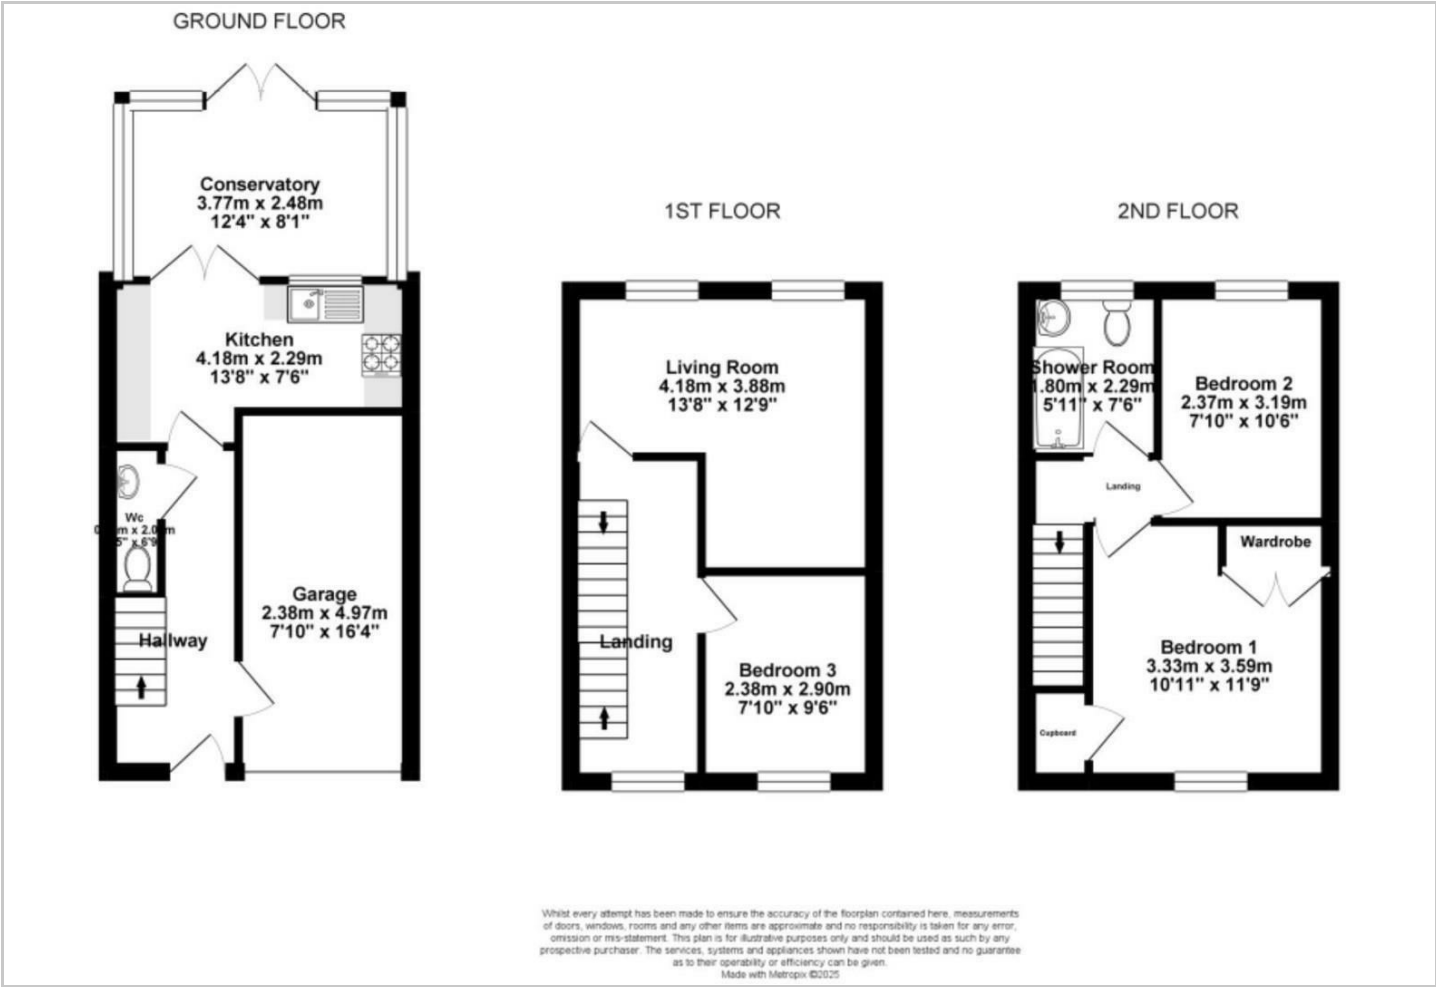 GROUND FLOOR
Conservatory
3.77m x 2.48m
12'4" x 8'1"
Kitchen
4.18m x 2.29m
13'8" x 7'6"
Wc
Garage
2.38m x 4.97m
7'10" x 16'4"
Hallway
1ST FLOOR
Living Room
4.18m x 3.88m
13'8" x 12'9"
Landing
Bedroom 3
2.38m x 2.90m
7'10" x 9'6"
2ND FLOOR
Shower Room
1.80m x 2.29m
5'11" x 7'6"
Bedroom 2
2.37m x 3.19m
7'10" x 10'6"
Landing
Wardrobe
Bedroom 1
3.33m x 3.59m
10'11" x 11'9"
Cupboard
Whilst every attempt has been made to ensure the accuracy of the floorplan contained here, measurements
of doors, windows, rooms and any other items are approximate and no responsibility is taken for any error,
omission or mis-statement. This plan is for illustrative purposes only and should be used as such by any
prospective purchaser. The services, systems and appliances shown have not been tested and no guarantee
as to their operability or efficiency can be given.
Made with Metropix ©2025